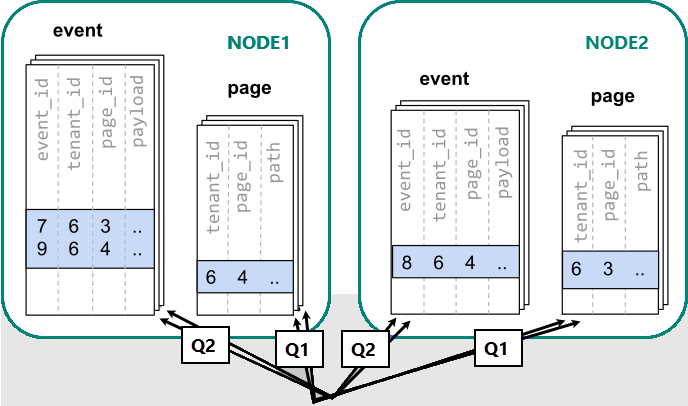 event
NODE1
page
event_id
tenant_id
page_id
payload
tenant_id
page_id
path
7 6 3 ..
9 6 4 ..
6 4 ..
NODE2
event
page
event_id
tenant_id
page_id
payload
tenant_id
page_id
path
8 6 4 ..
6 3 ..
Q2
Q1
Q2
Q1